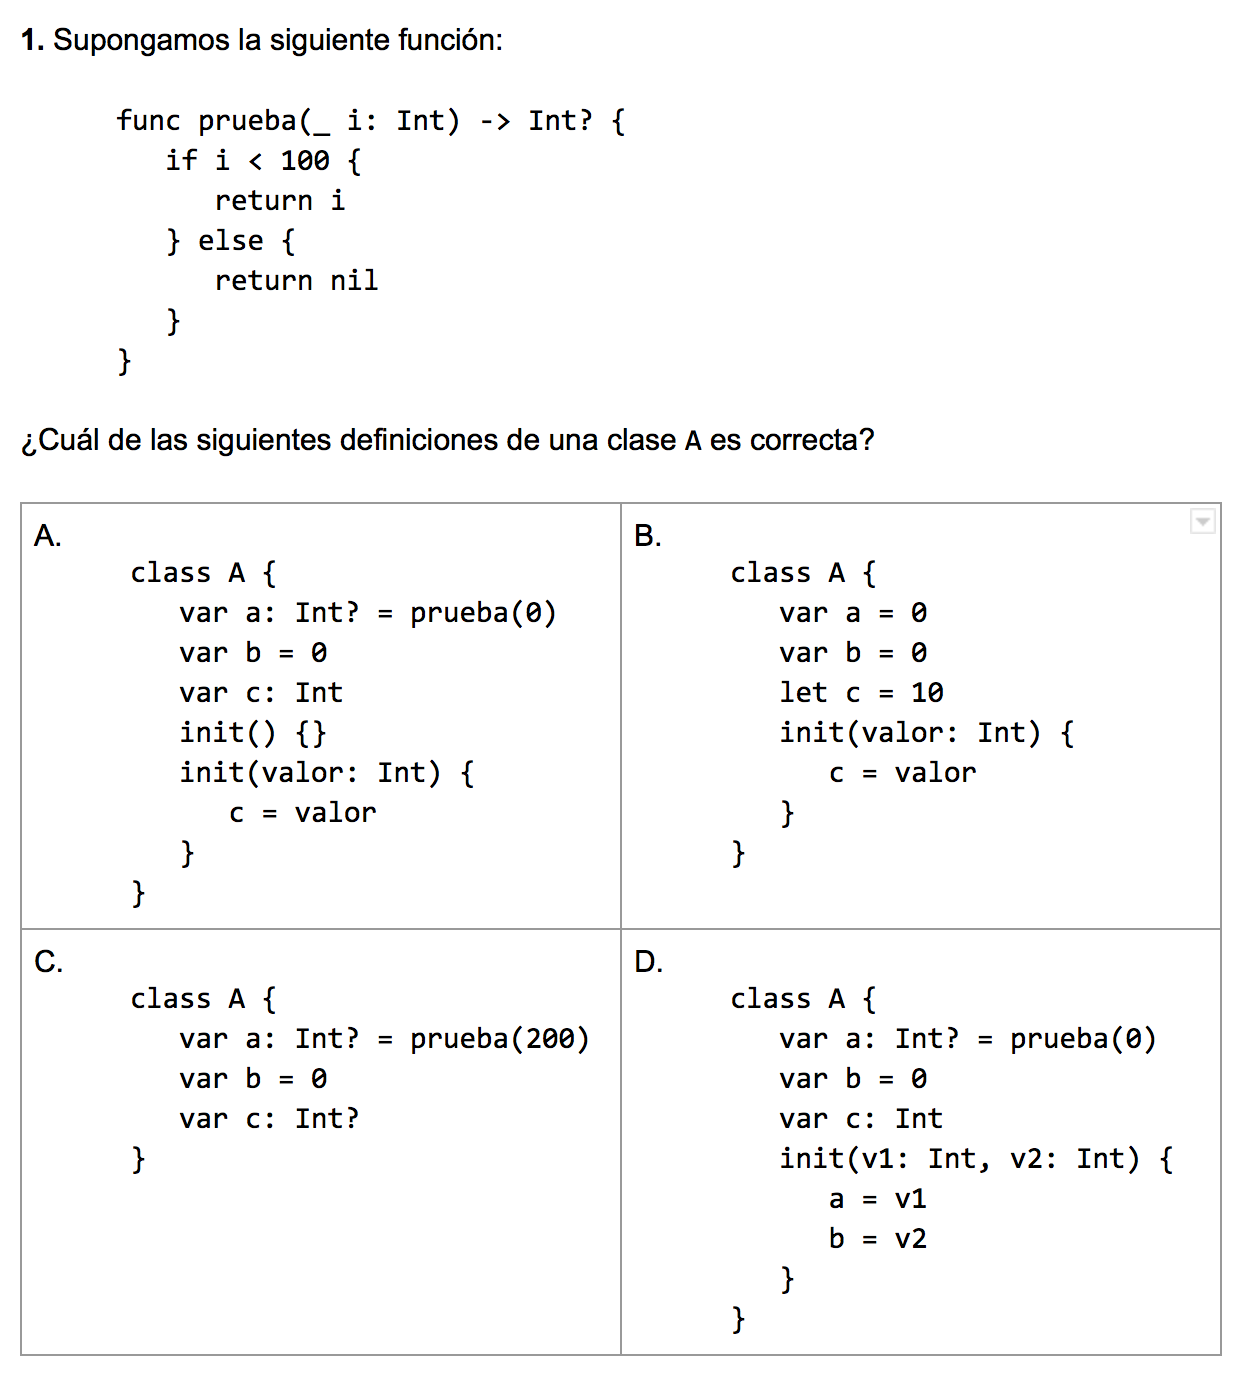 1. Supongamos la siguiente función:
func prueba(_ i: Int) -> Int? {
if i < 100 {
return i
} else {
return nil
}
}
¿Cuál de las siguientes definiciones de una clase A es correcta?
A.
class A {
var a: Int? = prueba(0)
var b = 0
var c: Int
init() {}
init(valor: Int) {
c = valor
}
}
B.
class A {
var a = 0
var b = 0
let c = 10
init(valor: Int) {
c = valor
}
}
C.
class A {
var a: Int? = prueba(200)
var b = 0
var c: Int?
}
D.
class A {
var a: Int? = prueba(0)
var b = 0
var c: Int
init(v1: Int, v2: Int) {
a = v1
b = v2
}
}